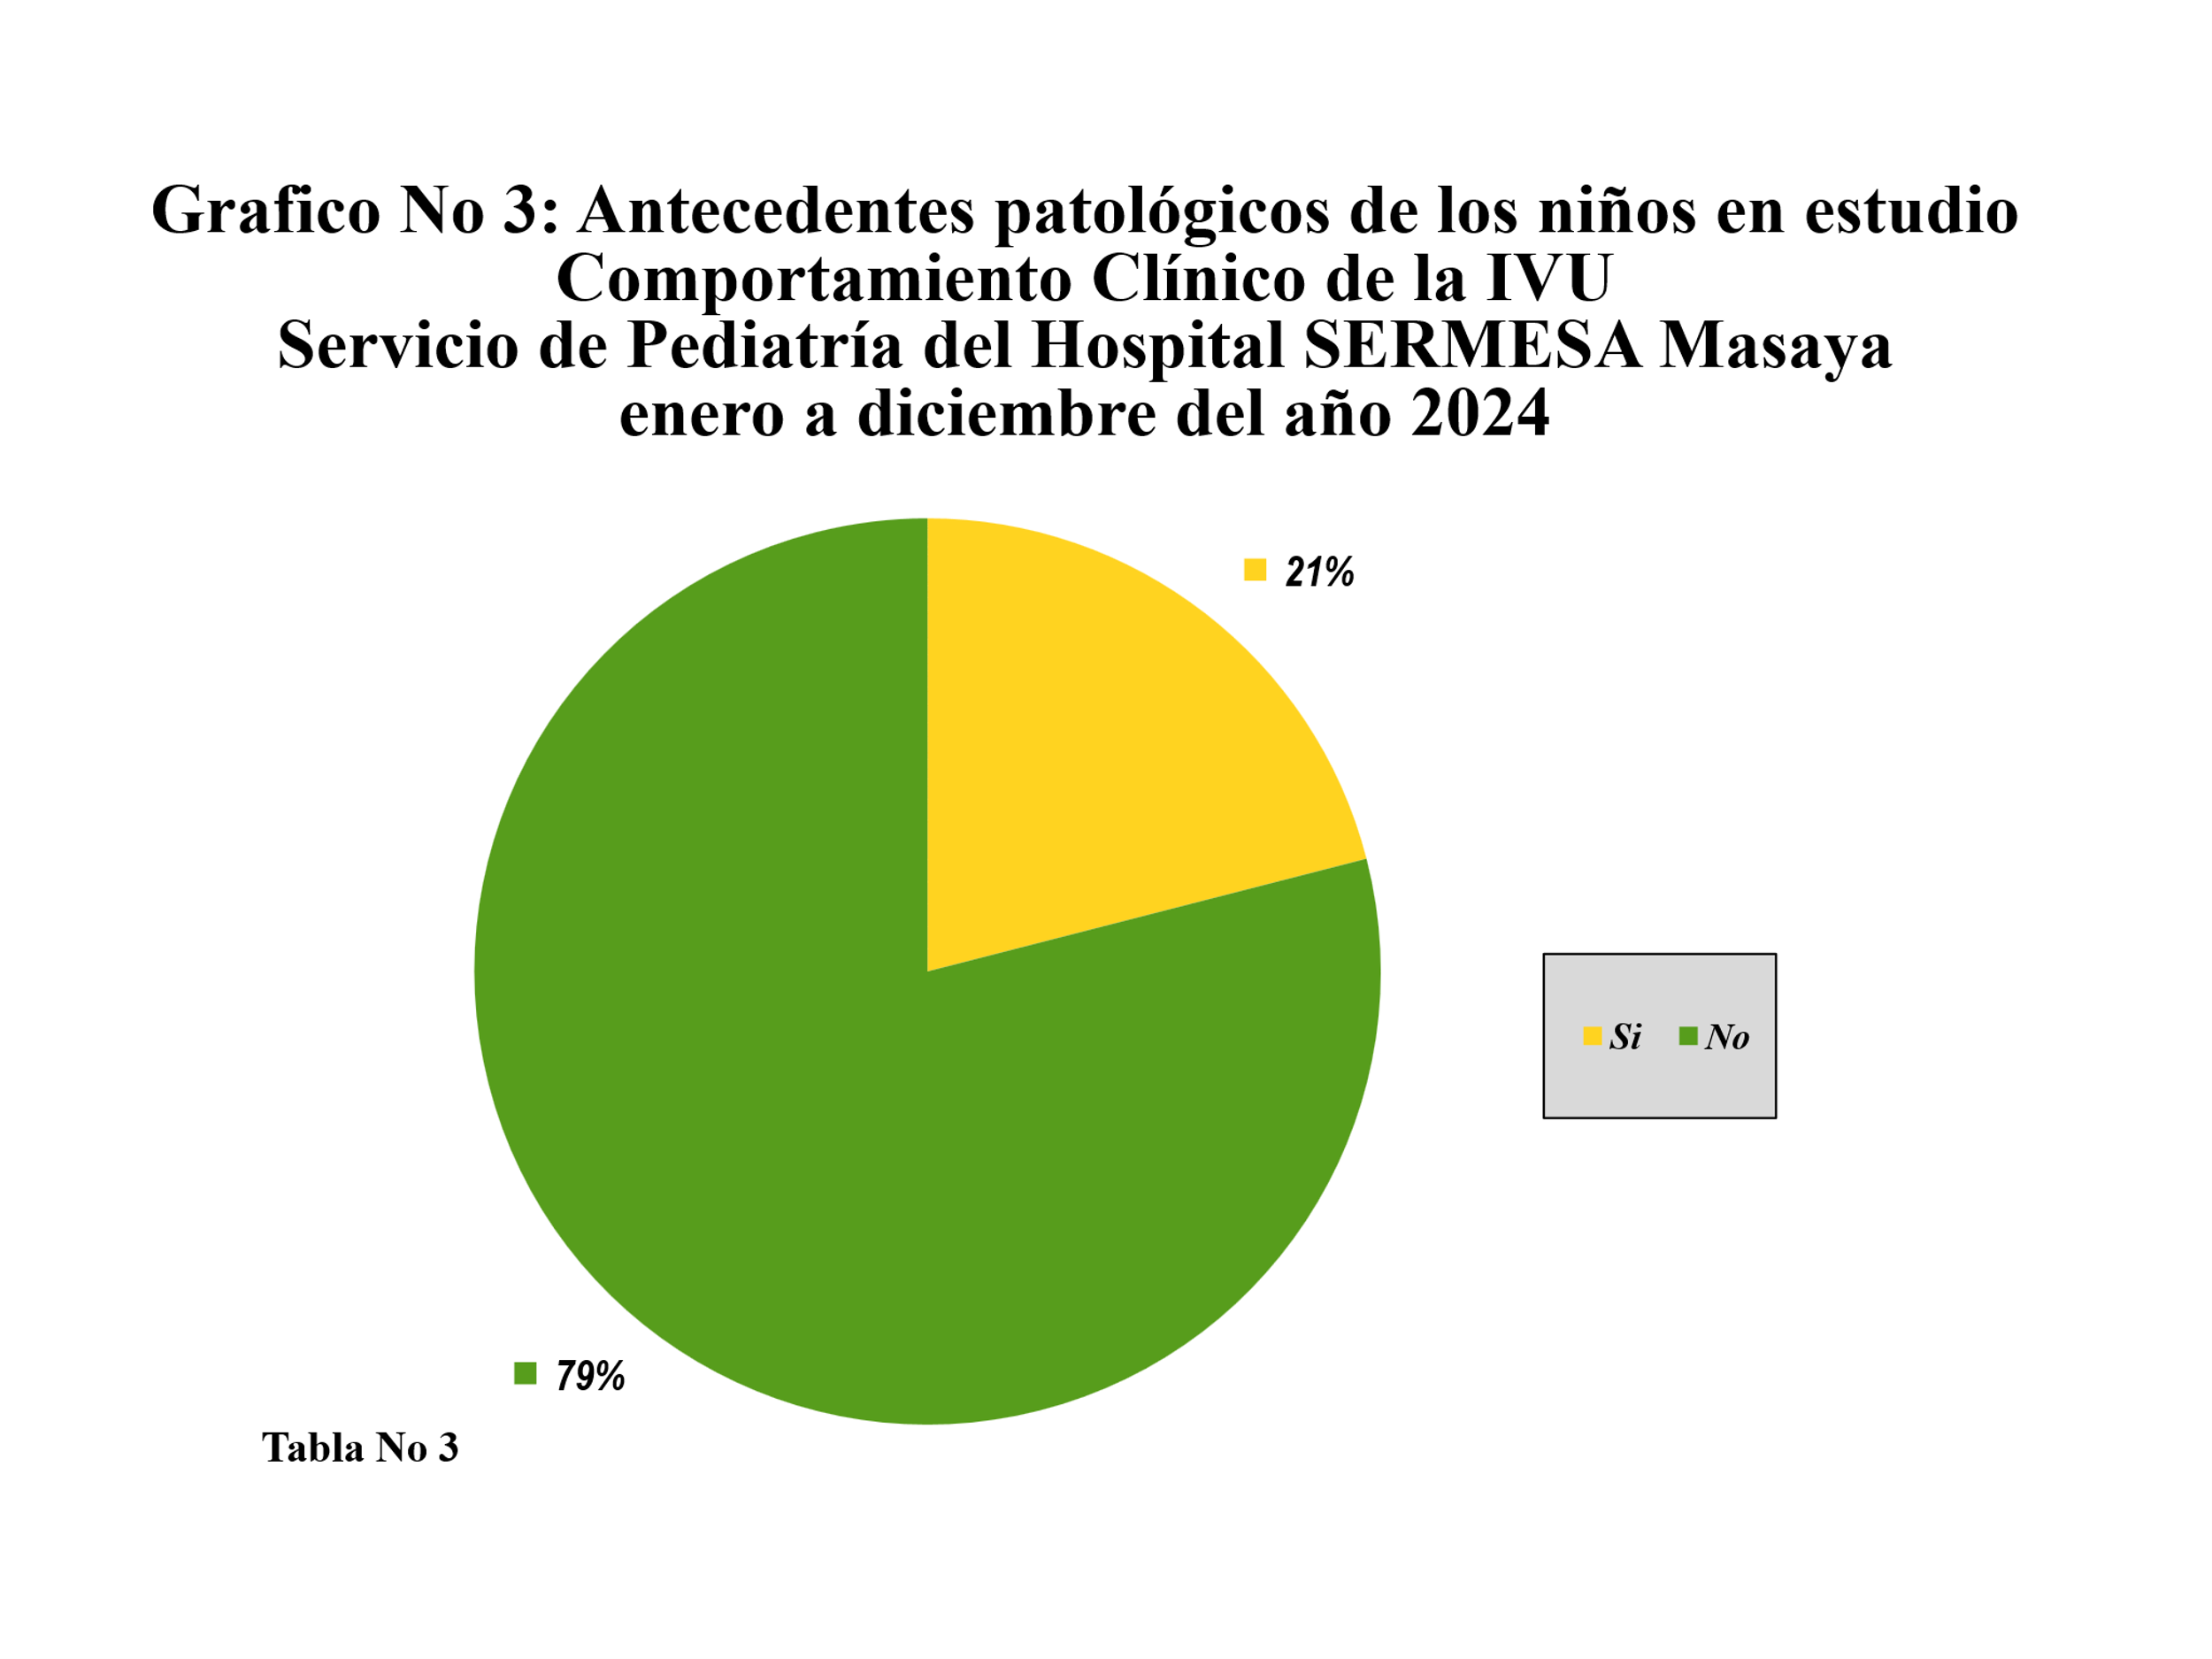 Grafico No 3: Antecedentes patológicos de los niños en estudio
Comportamiento Clínico de la IVU
Servicio de Pediatría del Hospital SERMESA Masaya
enero a diciembre del año 2024
21%
Si No
79%
Tabla No 3